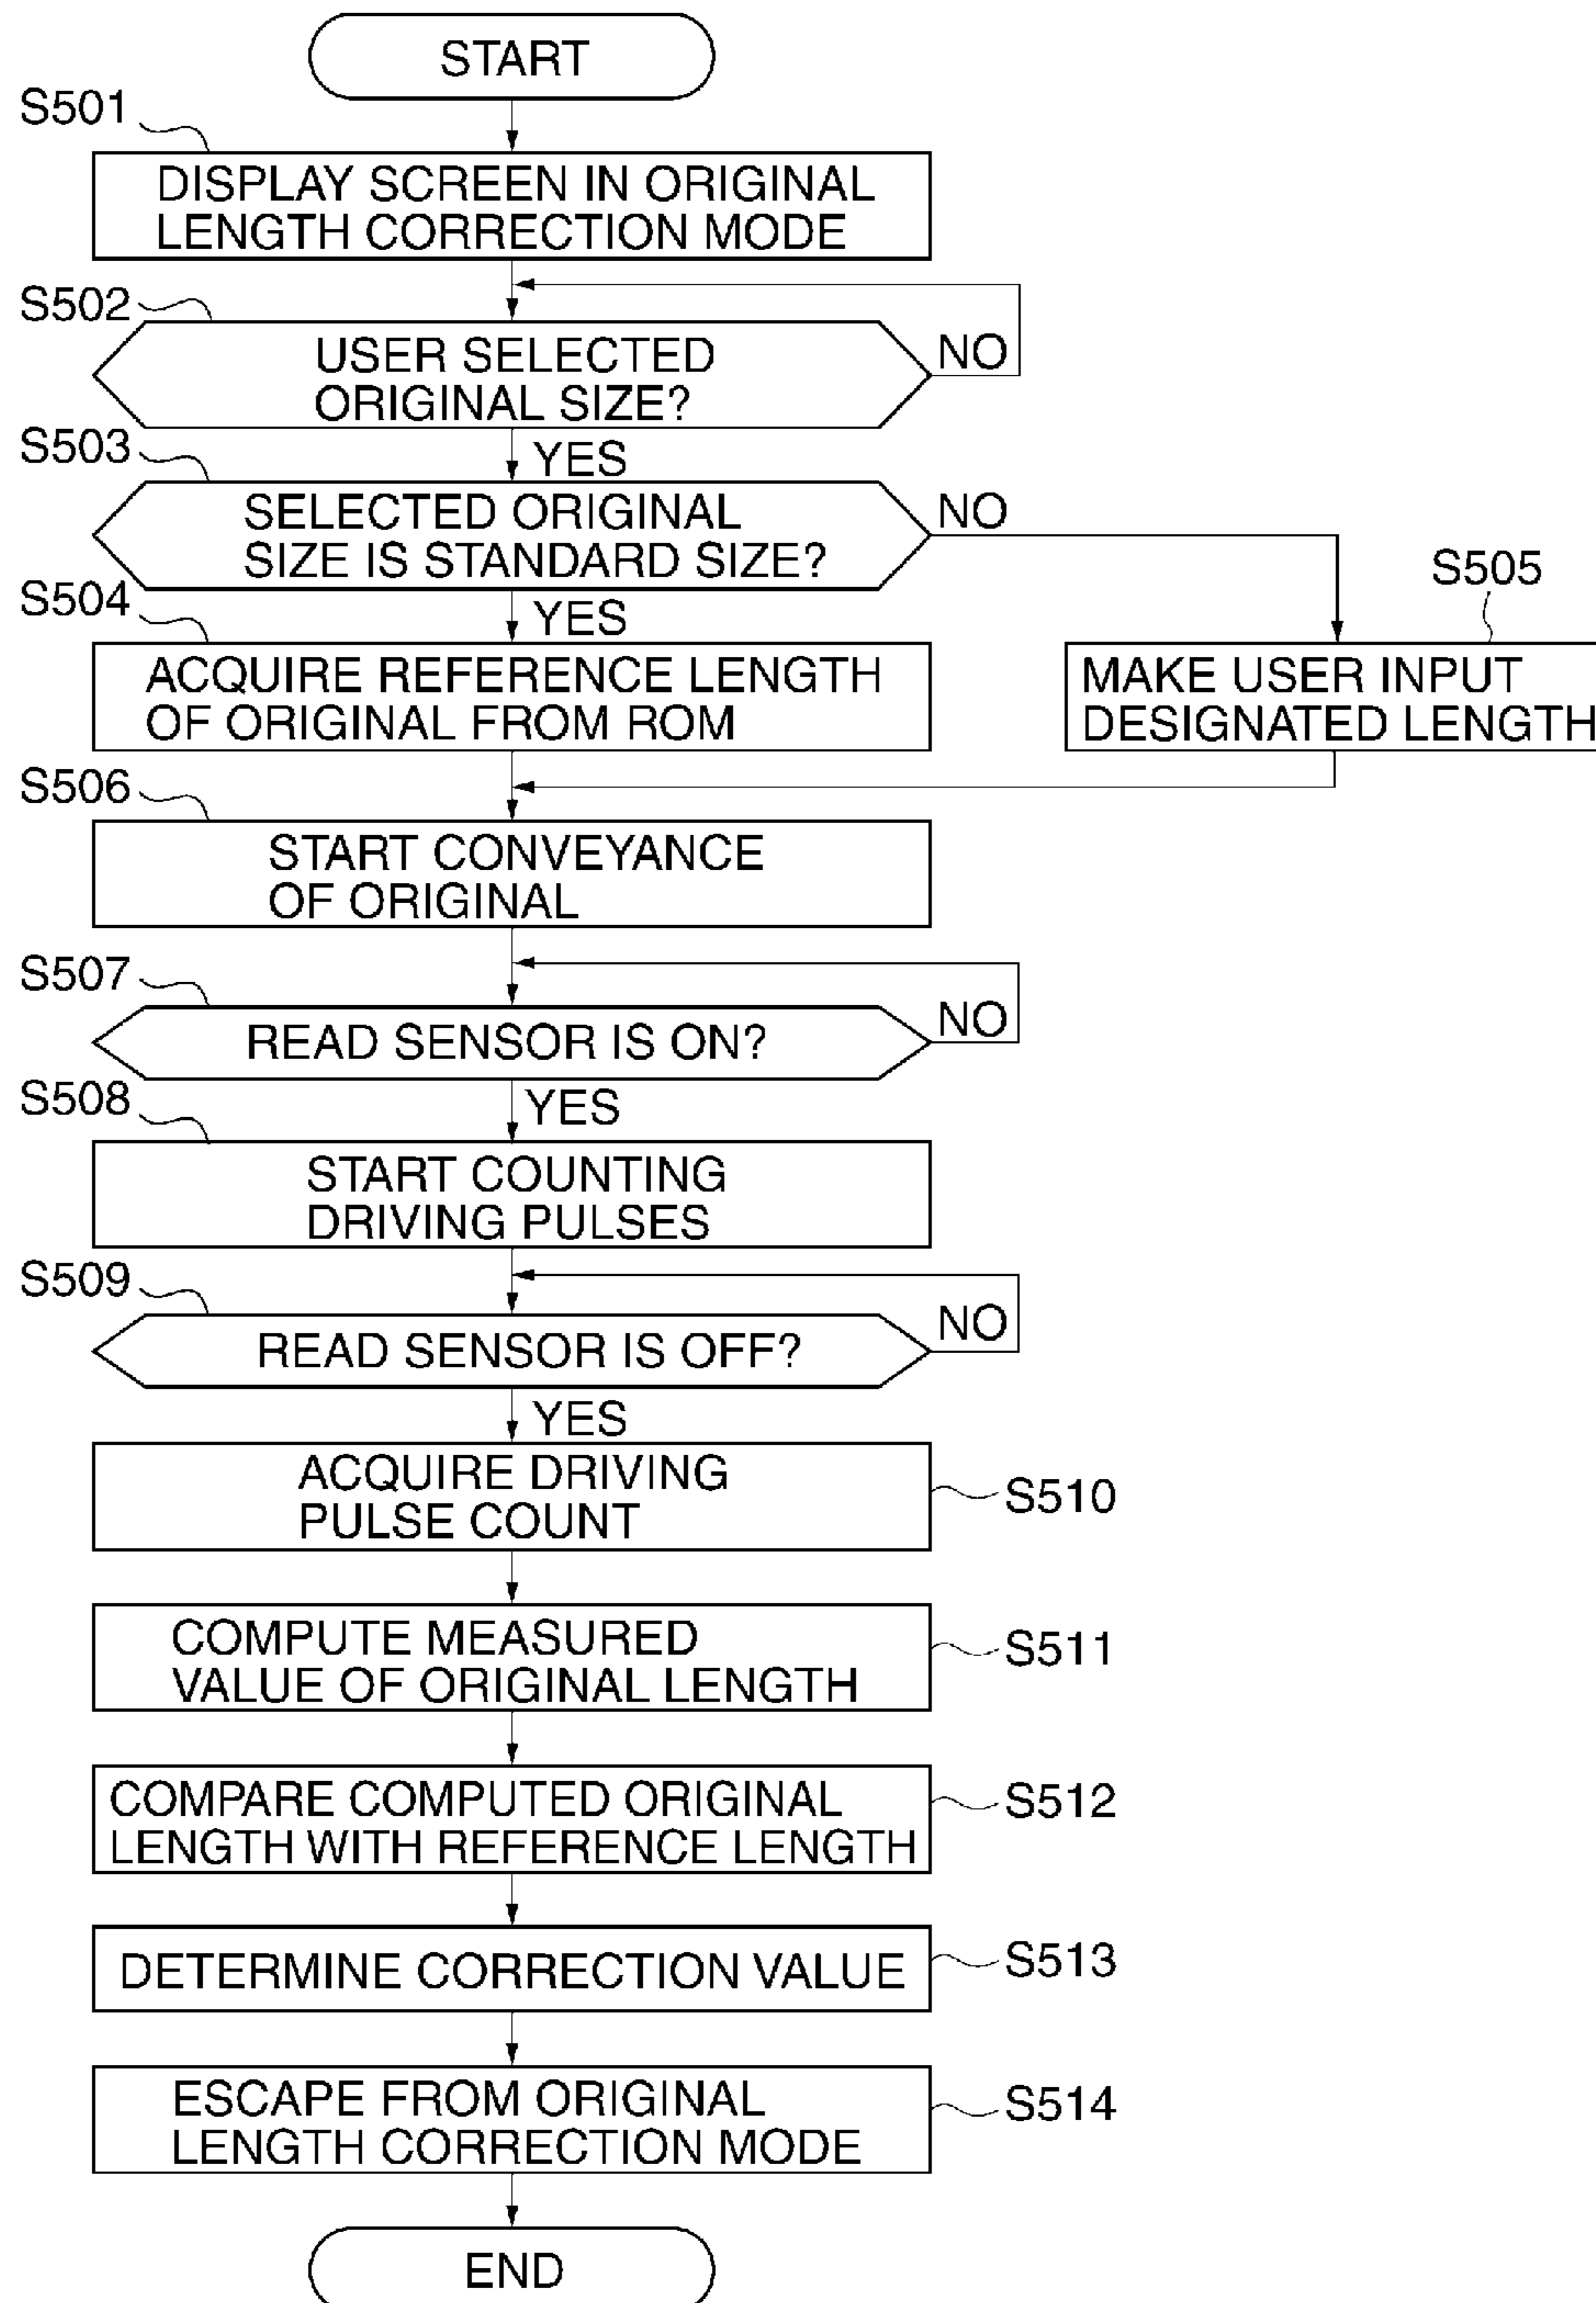 START
S501
DISPLAY SCREEN IN ORIGINAL
LENGTH CORRECTION MODE
S502
USER SELECTED
ORIGINAL SIZE?
NO
YES
S503
SELECTED ORIGINAL
SIZE IS STANDARD SIZE?
NO
YES
S504
ACQUIRE REFERENCE LENGTH
OF ORIGINAL FROM ROM
S505
MAKE USER INPUT
DESIGNATED LENGTH
S506
START CONVEYANCE
OF ORIGINAL
S507
READ SENSOR IS ON?
NO
YES
S508
START COUNTING
DRIVING PULSES
S509
READ SENSOR IS OFF?
NO
YES
ACQUIRE DRIVING
PULSE COUNT
S510
COMPUTE MEASURED
VALUE OF ORIGINAL LENGTH
S511
COMPARE COMPUTED ORIGINAL
LENGTH WITH REFERENCE LENGTH
S512
DETERMINE CORRECTION VALUE
S513
ESCAPE FROM ORIGINAL
LENGTH CORRECTION MODE
S514
END